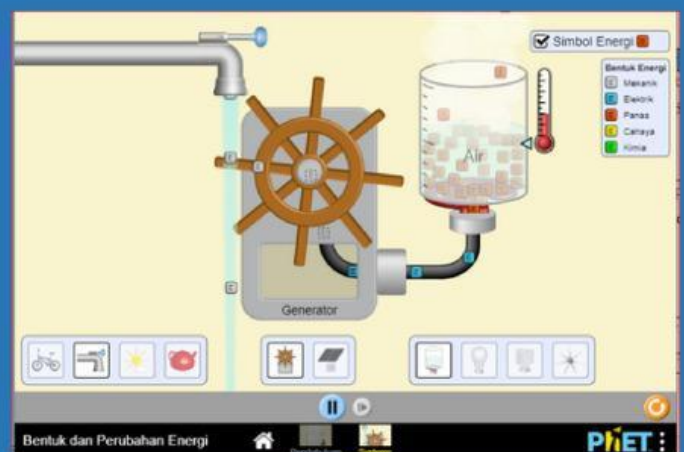 Simbol Energi E
Bentuk Energi
E Mekanik
E Elektrik
E Panas
E Cahaya
E Kimia
Air
E
E
E
E
E
E
Generator
Bentuk dan Perubahan Energi
PhET